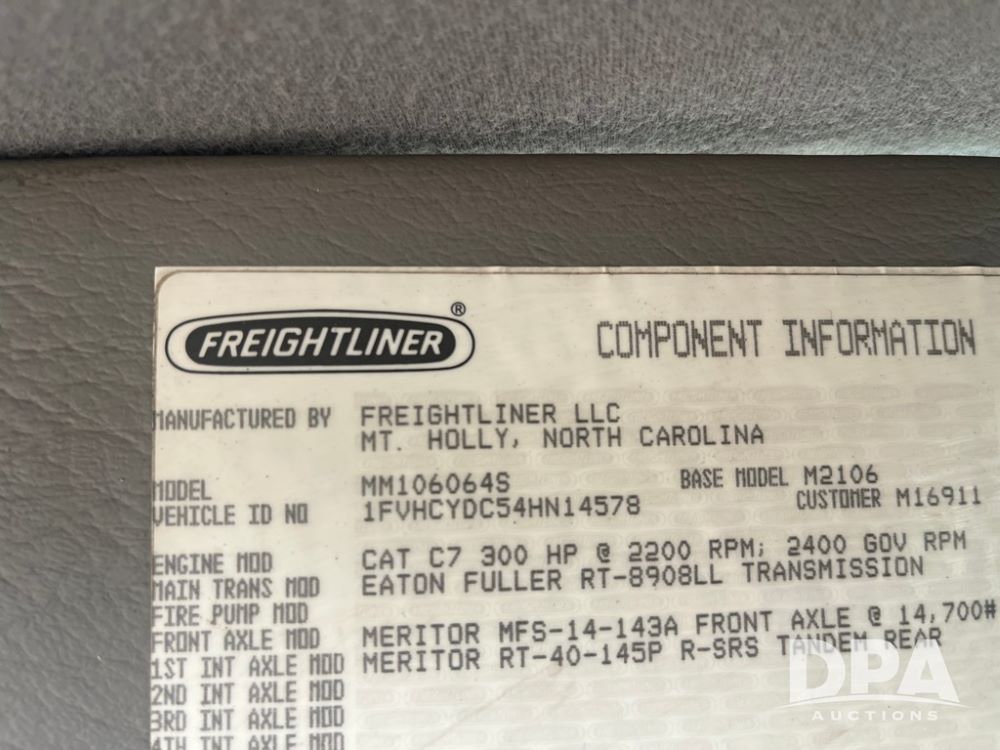 FREIGHTLINER ®
COMPONENT INFORMATION
MANUFACTURED BY FREIGHTLINER LLC
MT. HOLLY, NORTH CAROLINA
MODEL MM106064S BASE MODEL M2106
VEHICLE ID NO 1FVHCYDC54HN14578 CUSTOMER M16911
ENGINE MOD CAT C7 300 HP @ 2200 RPM; 2400 GOV RPM
MAIN TRANS MOD EATON FULLER RT-8908LL TRANSMISSION
FIRE PUMP MOD
FRONT AXLE MOD MERITOR MFS-14-143A FRONT AXLE @ 14,700#
1ST INT AXLE MOD MERITOR RT-40-145P R-SRS TANDEM REAR
2ND INT AXLE MOD
3RD INT AXLE MOD
4TH INT AXLE MOD
DPA
AUCTIONS